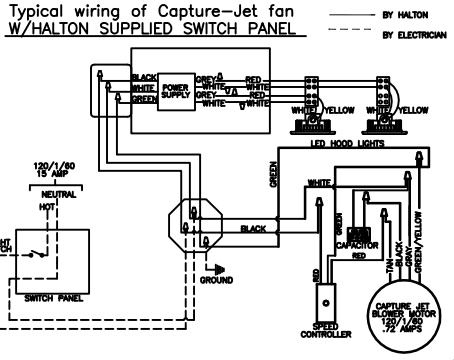 Typical wiring of Capture-Jet fan
W/HALTON SUPPLIED SWITCH PANEL
BY HALTON
BY ELECTRICIAN
BLACK
WHITE
GREEN
POWER
SUPPLY
GREY
RED
WHITE
WHITE
GREY
RED
WHITE
WHITE
WHITE
YELLOW
WHITE
YELLOW
LED HOOD LIGHTS
120/1/60
15 AMP
NEUTRAL
HOT
GREEN
WHITE
BLACK
GREEN
CAPACITOR
RED
TAN
BLACK
GRAY
GREEN/YELLOW
GROUND
RED
SWITCH PANEL
SPEED
CONTROLLER
CAPTURE JET
BLOWER MOTOR
120/1/60
.72 AMPS